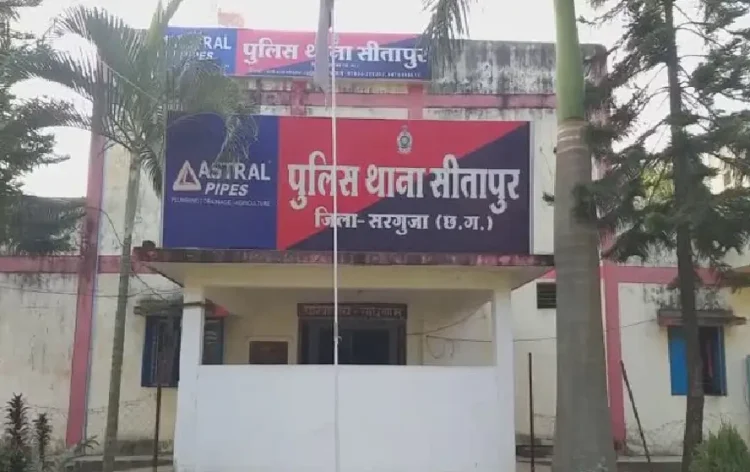 ASTRAL
PIPES
पुलिस थाना सीतापुर
ASTRAL
PIPES
पुलिस थाना सीतापुर
जिला-सरगुजा (छ.ग.)